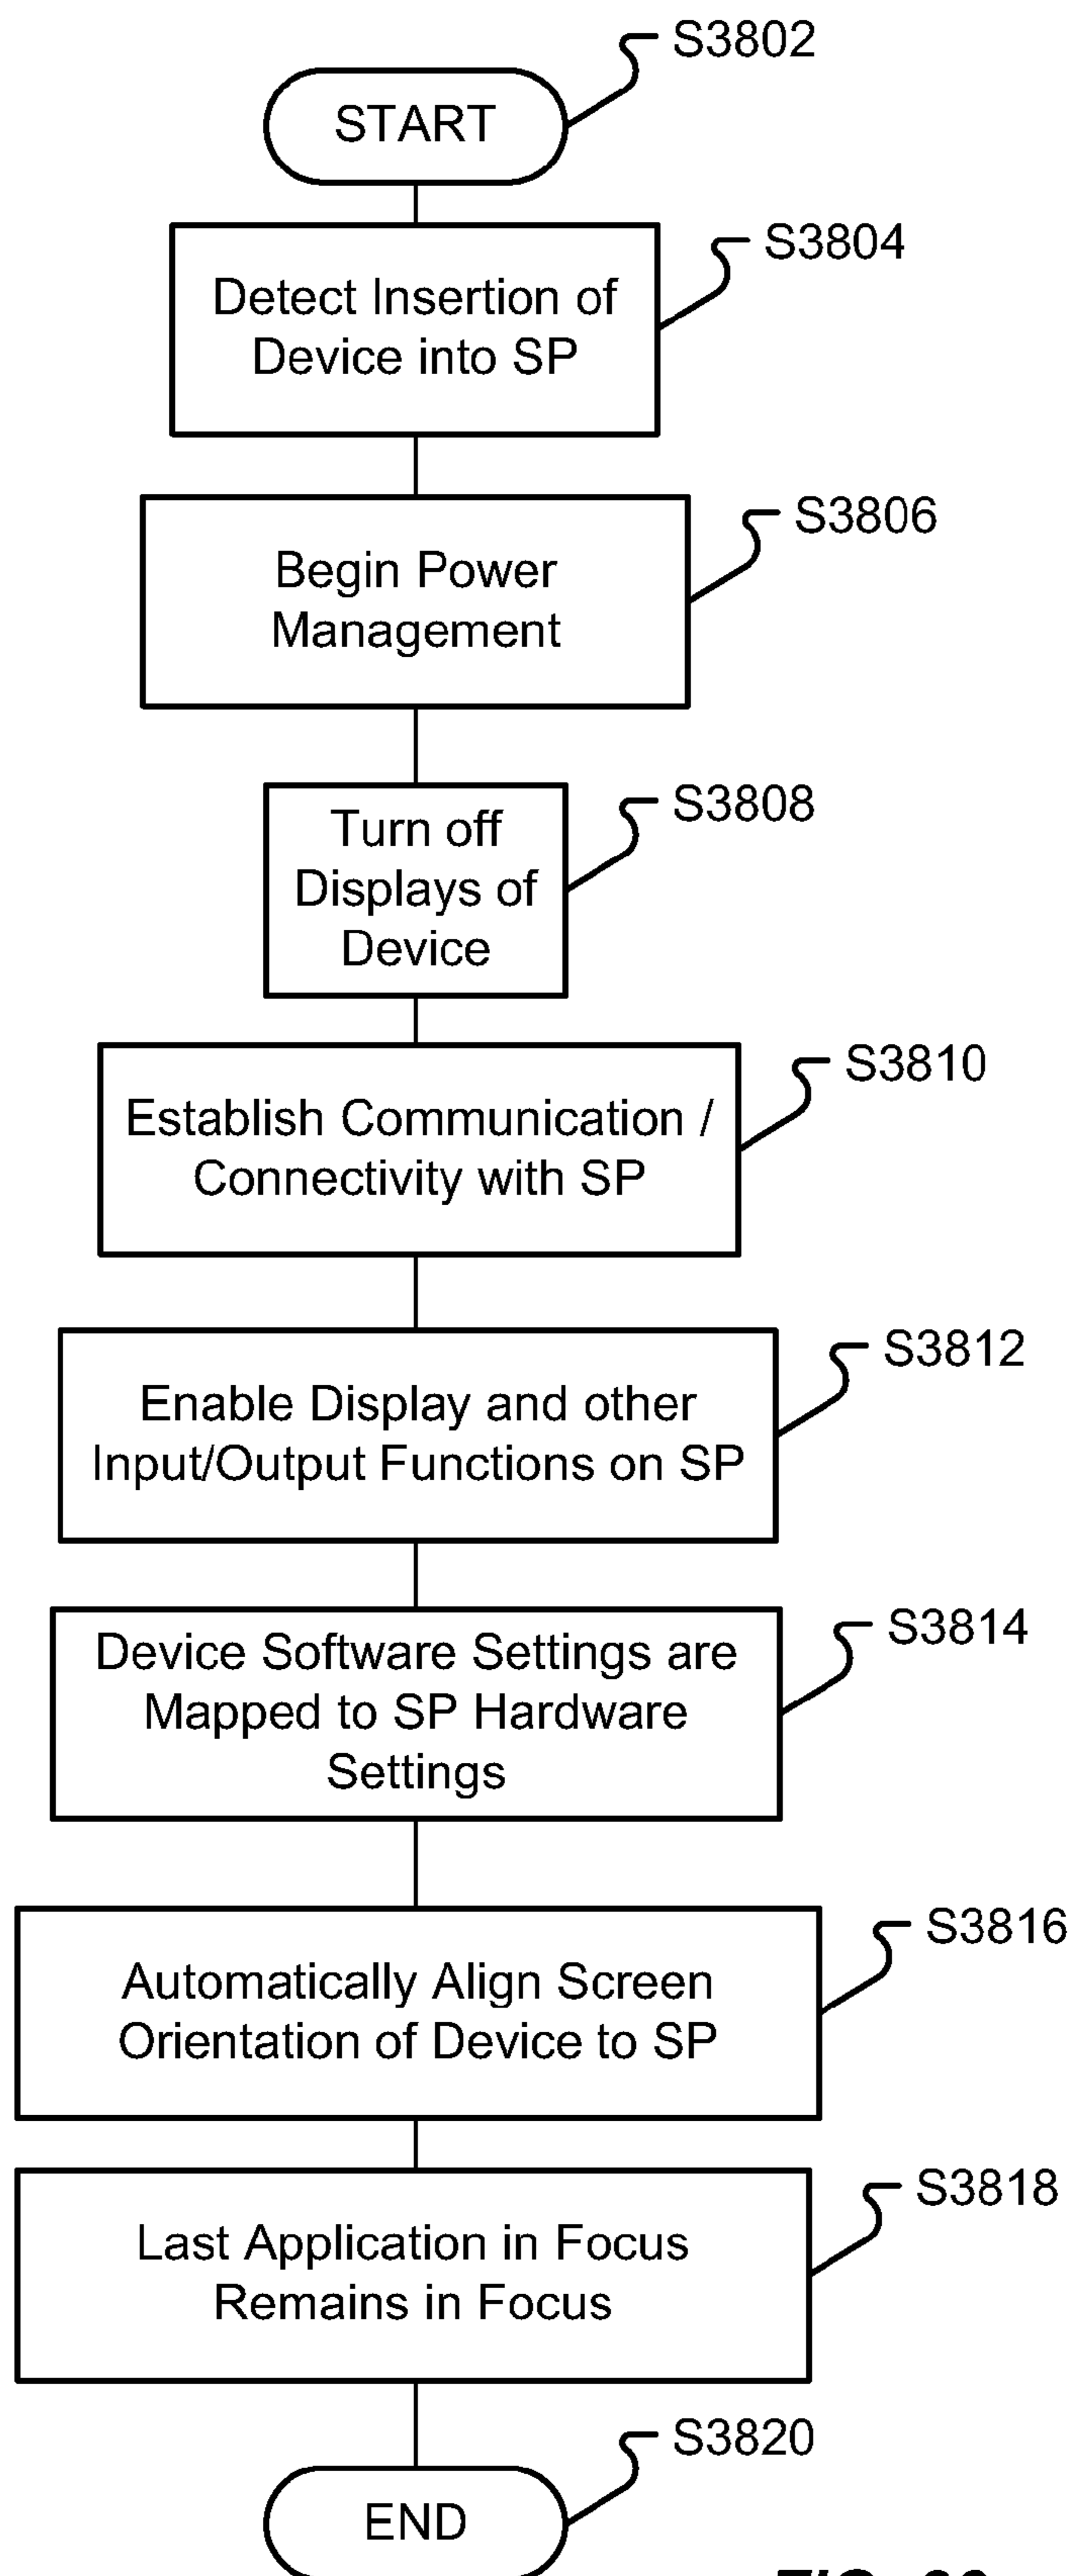 S3802
START
S3804
Detect Insertion of
Device into SP
S3806
Begin Power
Management
S3808
Turn off
Displays of
Device
S3810
Establish Communication /
Connectivity with SP
S3812
Enable Display and other
Input/Output Functions on SP
S3814
Device Software Settings are
Mapped to SP Hardware
Settings
S3816
Automatically Align Screen
Orientation of Device to SP
S3818
Last Application in Focus
Remains in Focus
S3820
END